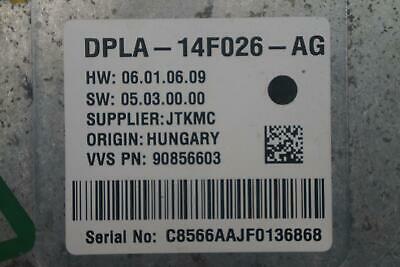 DPLA-14F026-AG
HW: 06.01.06.09
SW: 05.03.00.00
SUPPLIER:JTKMC
ORIGIN: HUNGARY
VVS PN: 90856603
Serial No: C8566AAJF0136868